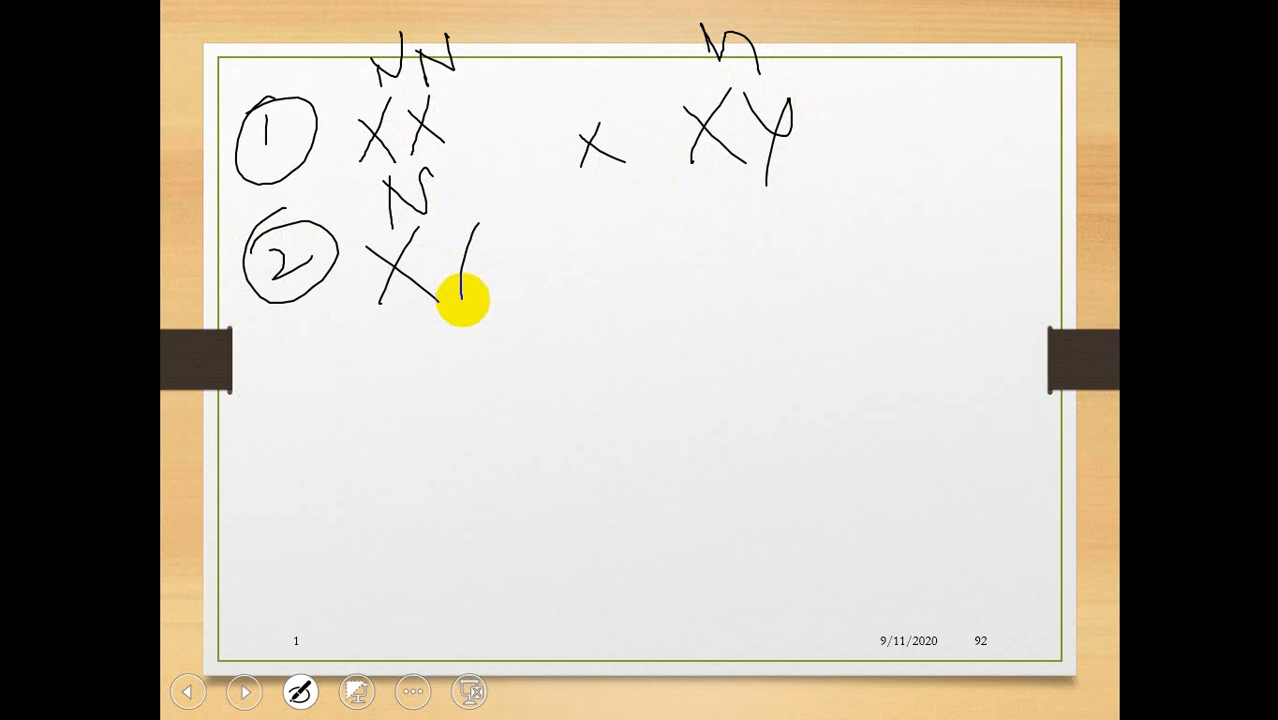 N N n
① X X x X Y
N
② X
1 9/11/2020 92